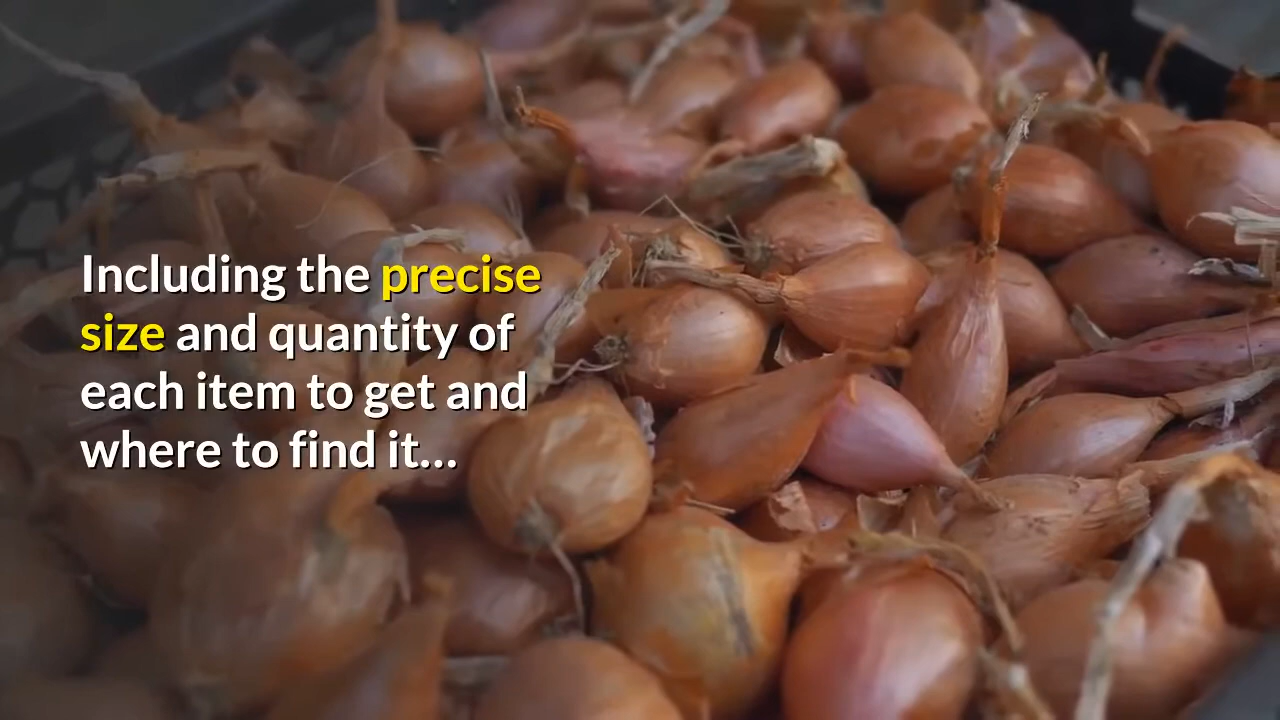 Including the precise
size and quantity of
each item to get and
where to find it...